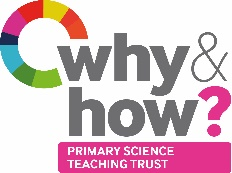 why &
how?
PRIMARY SCIENCE
TEACHING TRUST